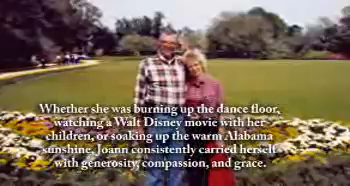 Whether she was burning up the dance floor,
watching a Walt Disney movie with her
children, or soaking up the warm Alabama
sunshine, Joann consistently carried herself
with generosity, compassion, and grace.